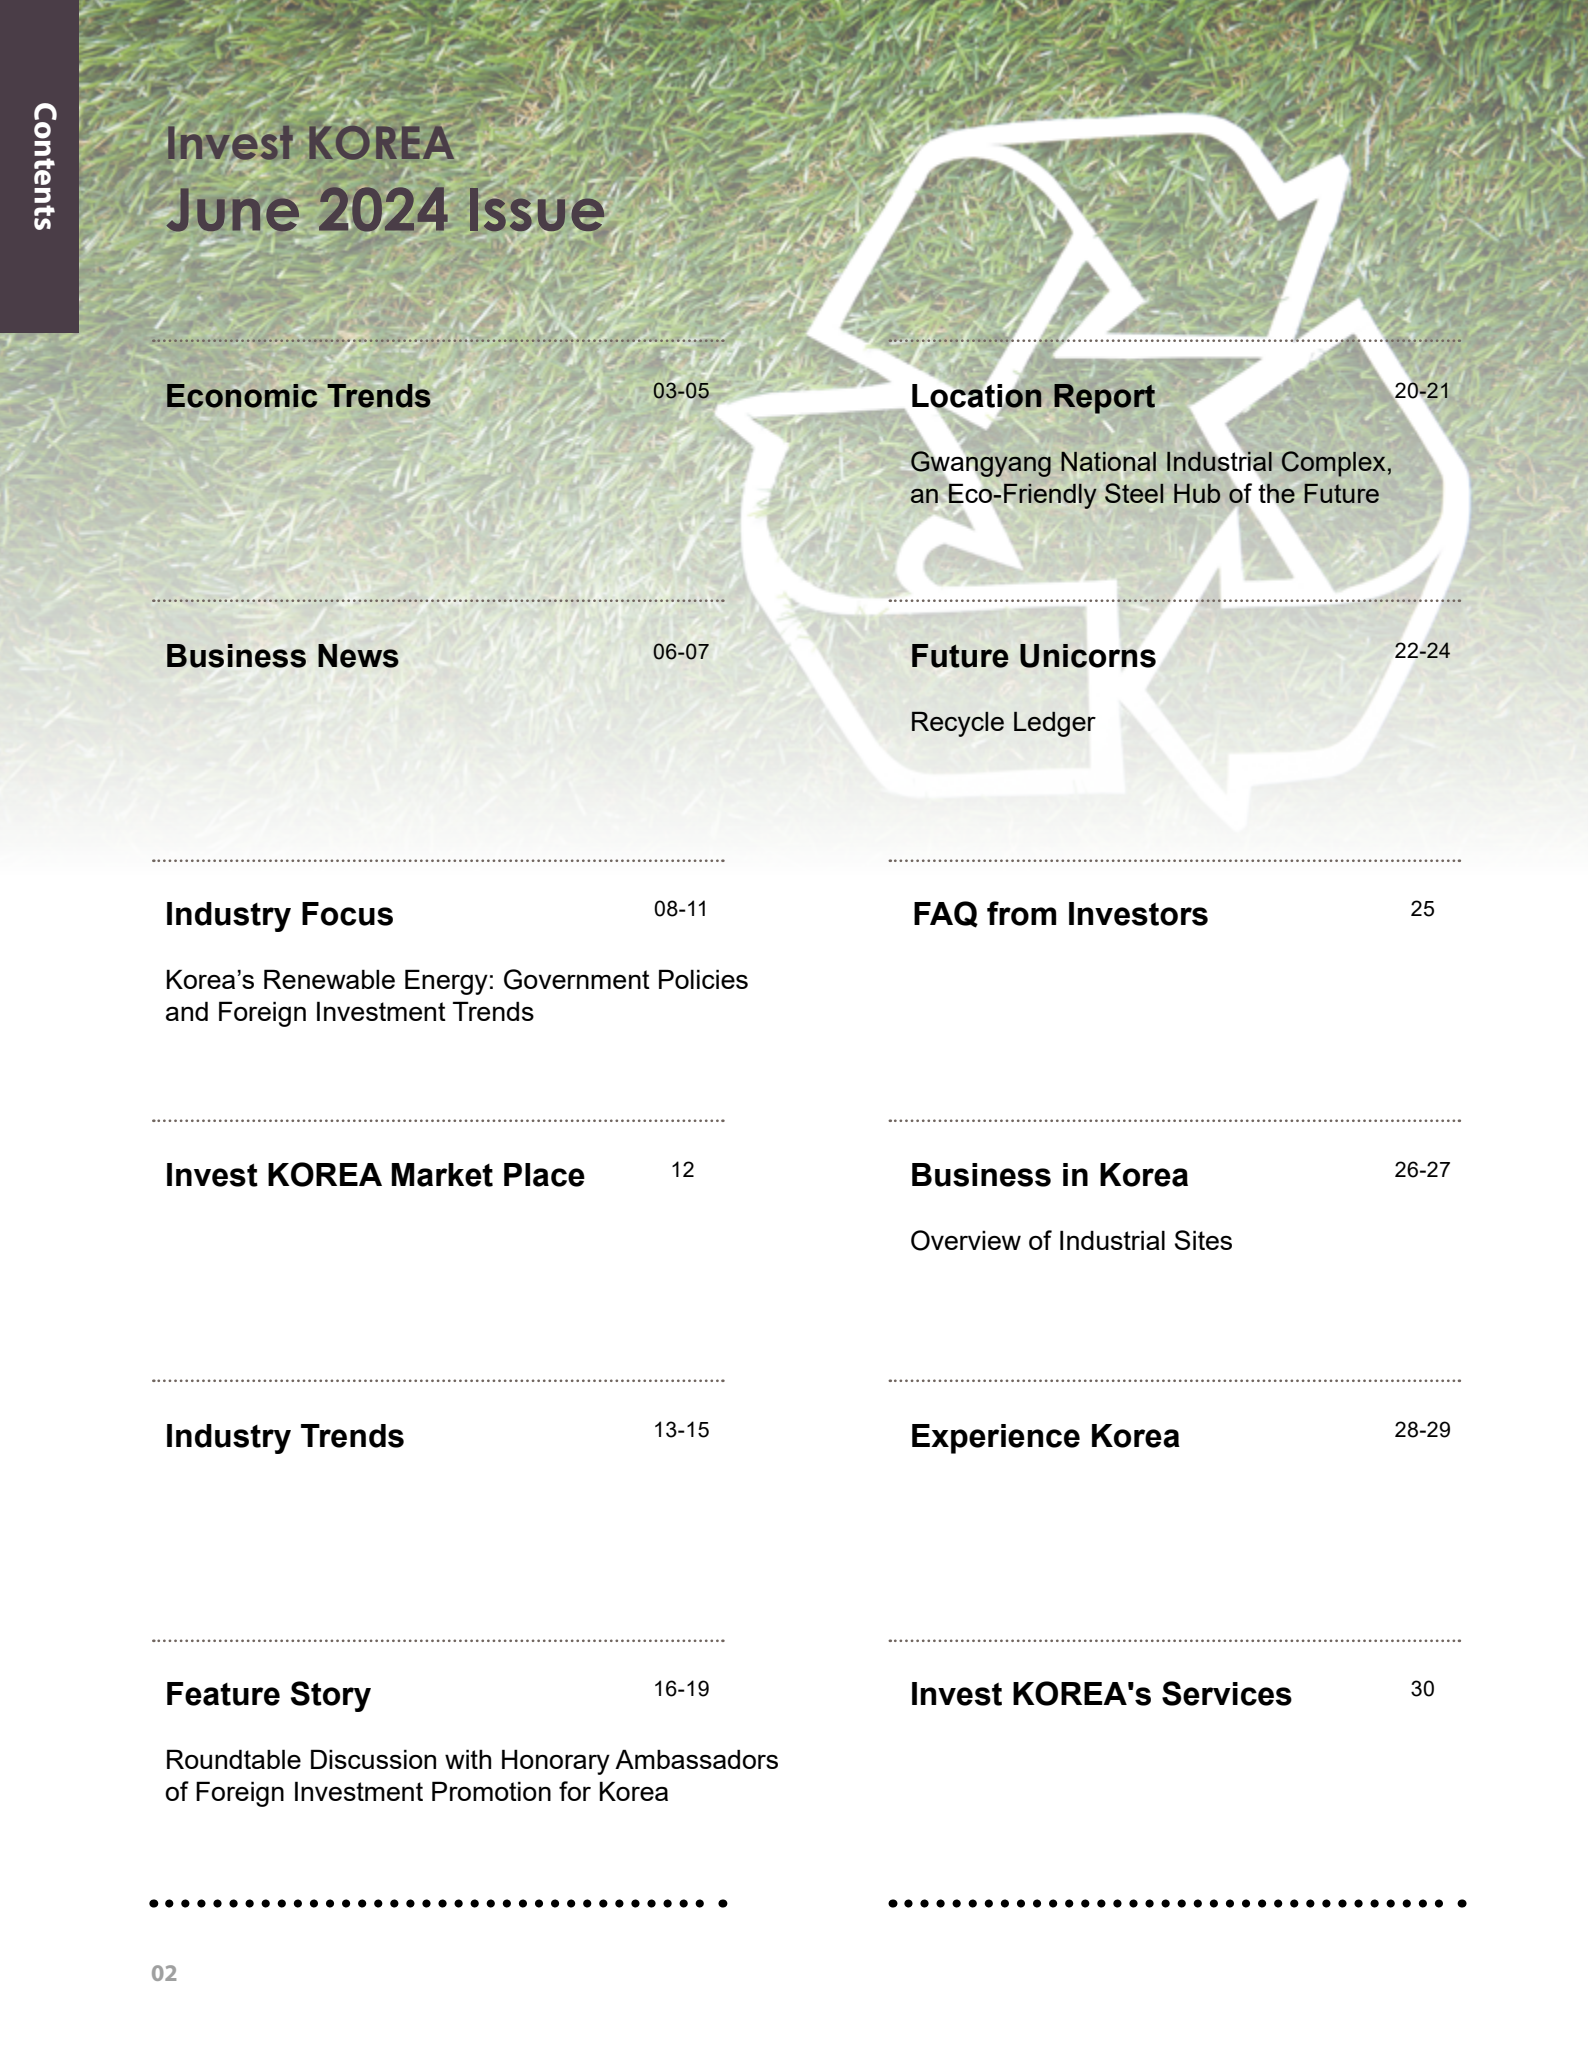 Contents
Invest KOREA
June 2024 Issue
Economic Trends 03-05
Business News 06-07
Industry Focus 08-11
Korea’s Renewable Energy: Government Policies
and Foreign Investment Trends
Invest KOREA Market Place 12
Industry Trends 13-15
Feature Story 16-19
Roundtable Discussion with Honorary Ambassadors
of Foreign Investment Promotion for Korea
Location Report 20-21
Gwangyang National Industrial Complex,
an Eco-Friendly Steel Hub of the Future
Future Unicorns 22-24
Recycle Ledger
FAQ from Investors 25
Business in Korea 26-27
Overview of Industrial Sites
Experience Korea 28-29
Invest KOREA's Services 30
02